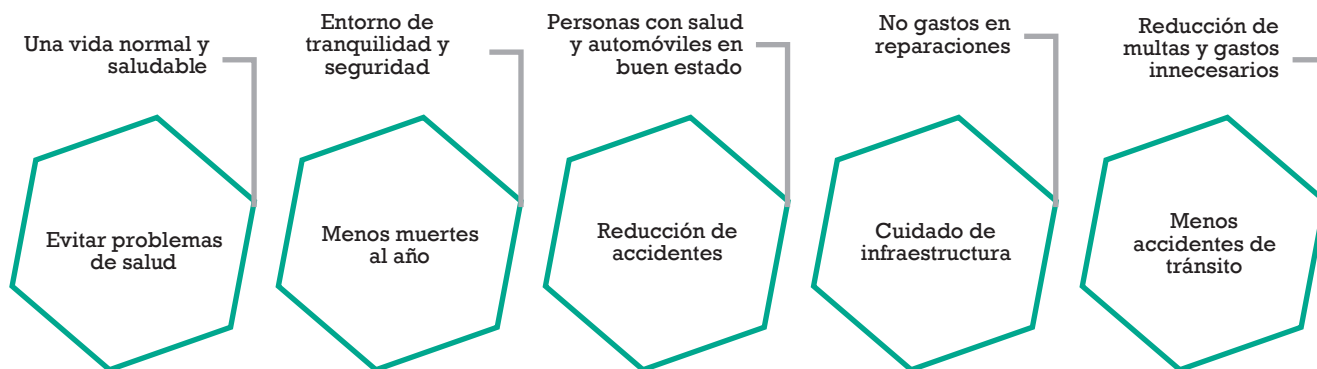 Una vida normal y
saludable
Entorno de
tranquilidad y
seguridad
Personas con salud
y automóviles en
buen estado
No gastos en
reparaciones
Reducción de
multas y gastos
innecesarios
Evitar problemas
de salud
Menos muertes
al año
Reducción de
accidentes
Cuidado de
infraestructura
Menos
accidentes de
tránsito